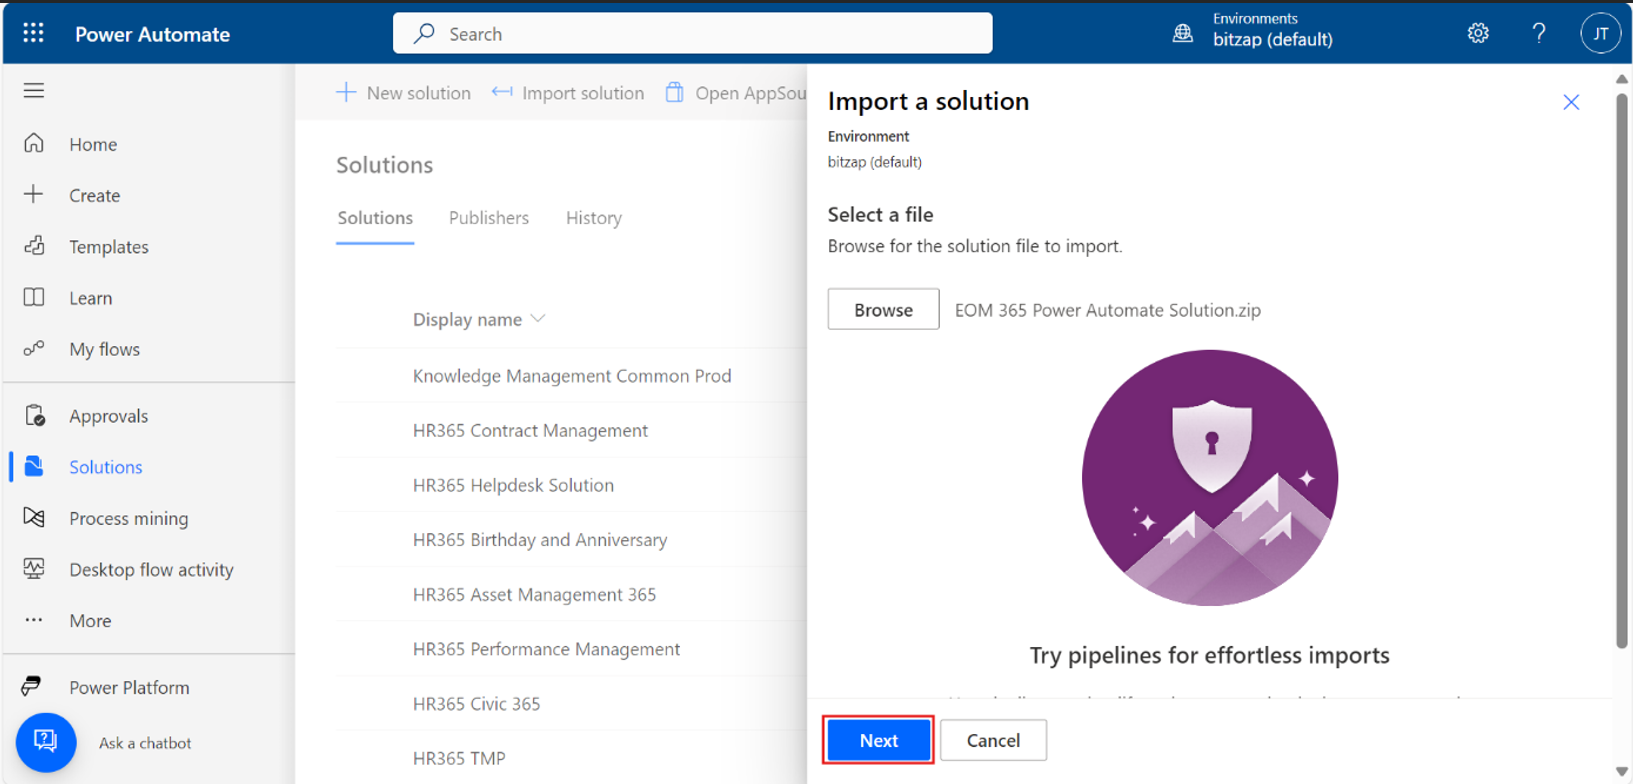 Power Automate
Search
Environments
bitzap (default)
JT
New solution
Import solution
Open AppSou
Home
Create
Templates
Learn
My flows
Approvals
Solutions
Process mining
Desktop flow activity
More
Power Platform
Ask a chatbot
Solutions
Solutions Publishers History
Display name
Knowledge Management Common Prod
HR365 Contract Management
HR365 Helpdesk Solution
HR365 Birthday and Anniversary
HR365 Asset Management 365
HR365 Performance Management
HR365 Civic 365
HR365 TMP
Import a solution
Environment
bitzap (default)
Select a file
Browse for the solution file to import.
Browse EOM 365 Power Automate Solution.zip
Try pipelines for effortless imports
Next Cancel